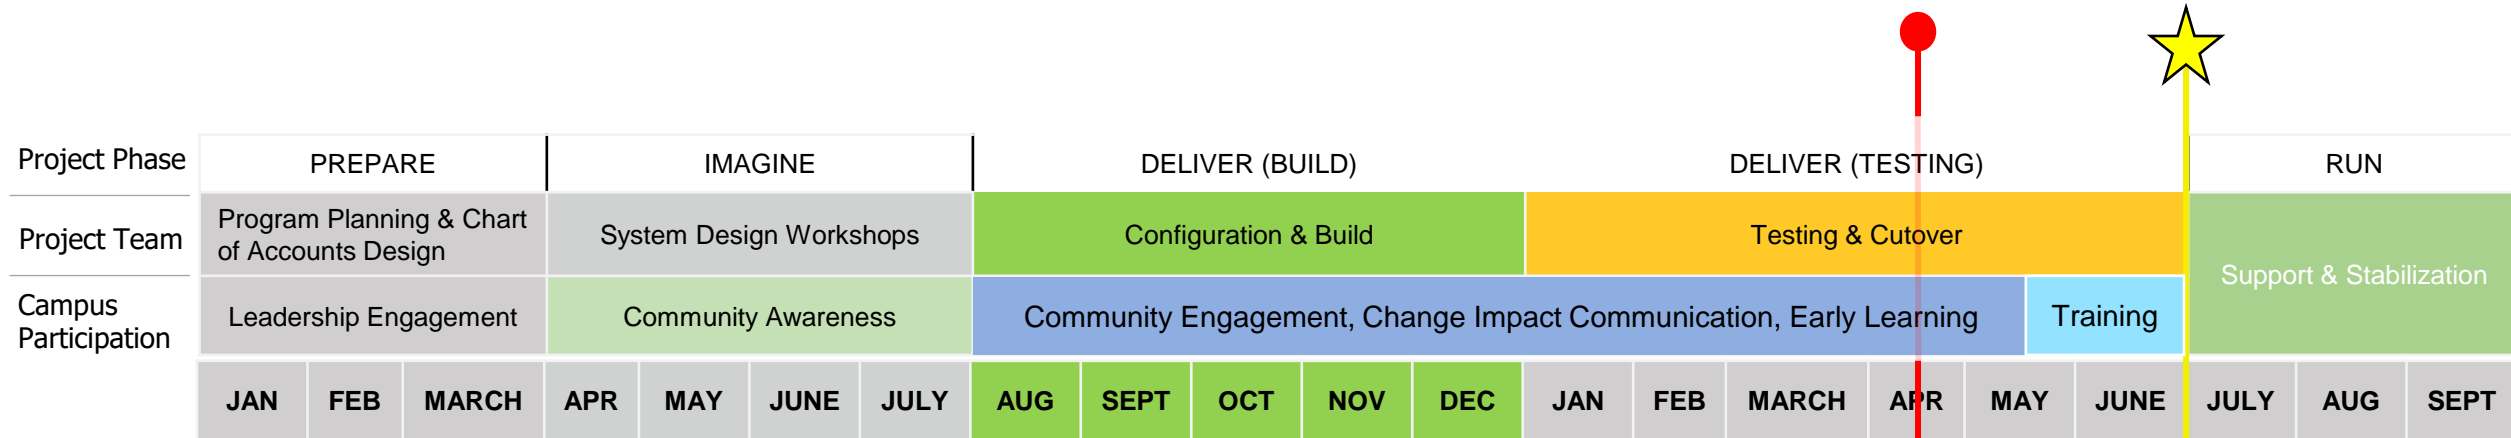 Project Phase
PREPARE
IMAGINE
DELIVER (BUILD)
DELIVER (TESTING)
RUN
Project Team
Program Planning & Chart
of Accounts Design
System Design Workshops
Configuration & Build
Testing & Cutover
Support & Stabilization
Campus
Participation
Leadership Engagement
Community Awareness
Community Engagement, Change Impact Communication, Early Learning
Training
JAN FEB MARCH APR MAY JUNE JULY AUG SEPT OCT NOV DEC JAN FEB MARCH APR MAY JUNE JULY AUG SEPT